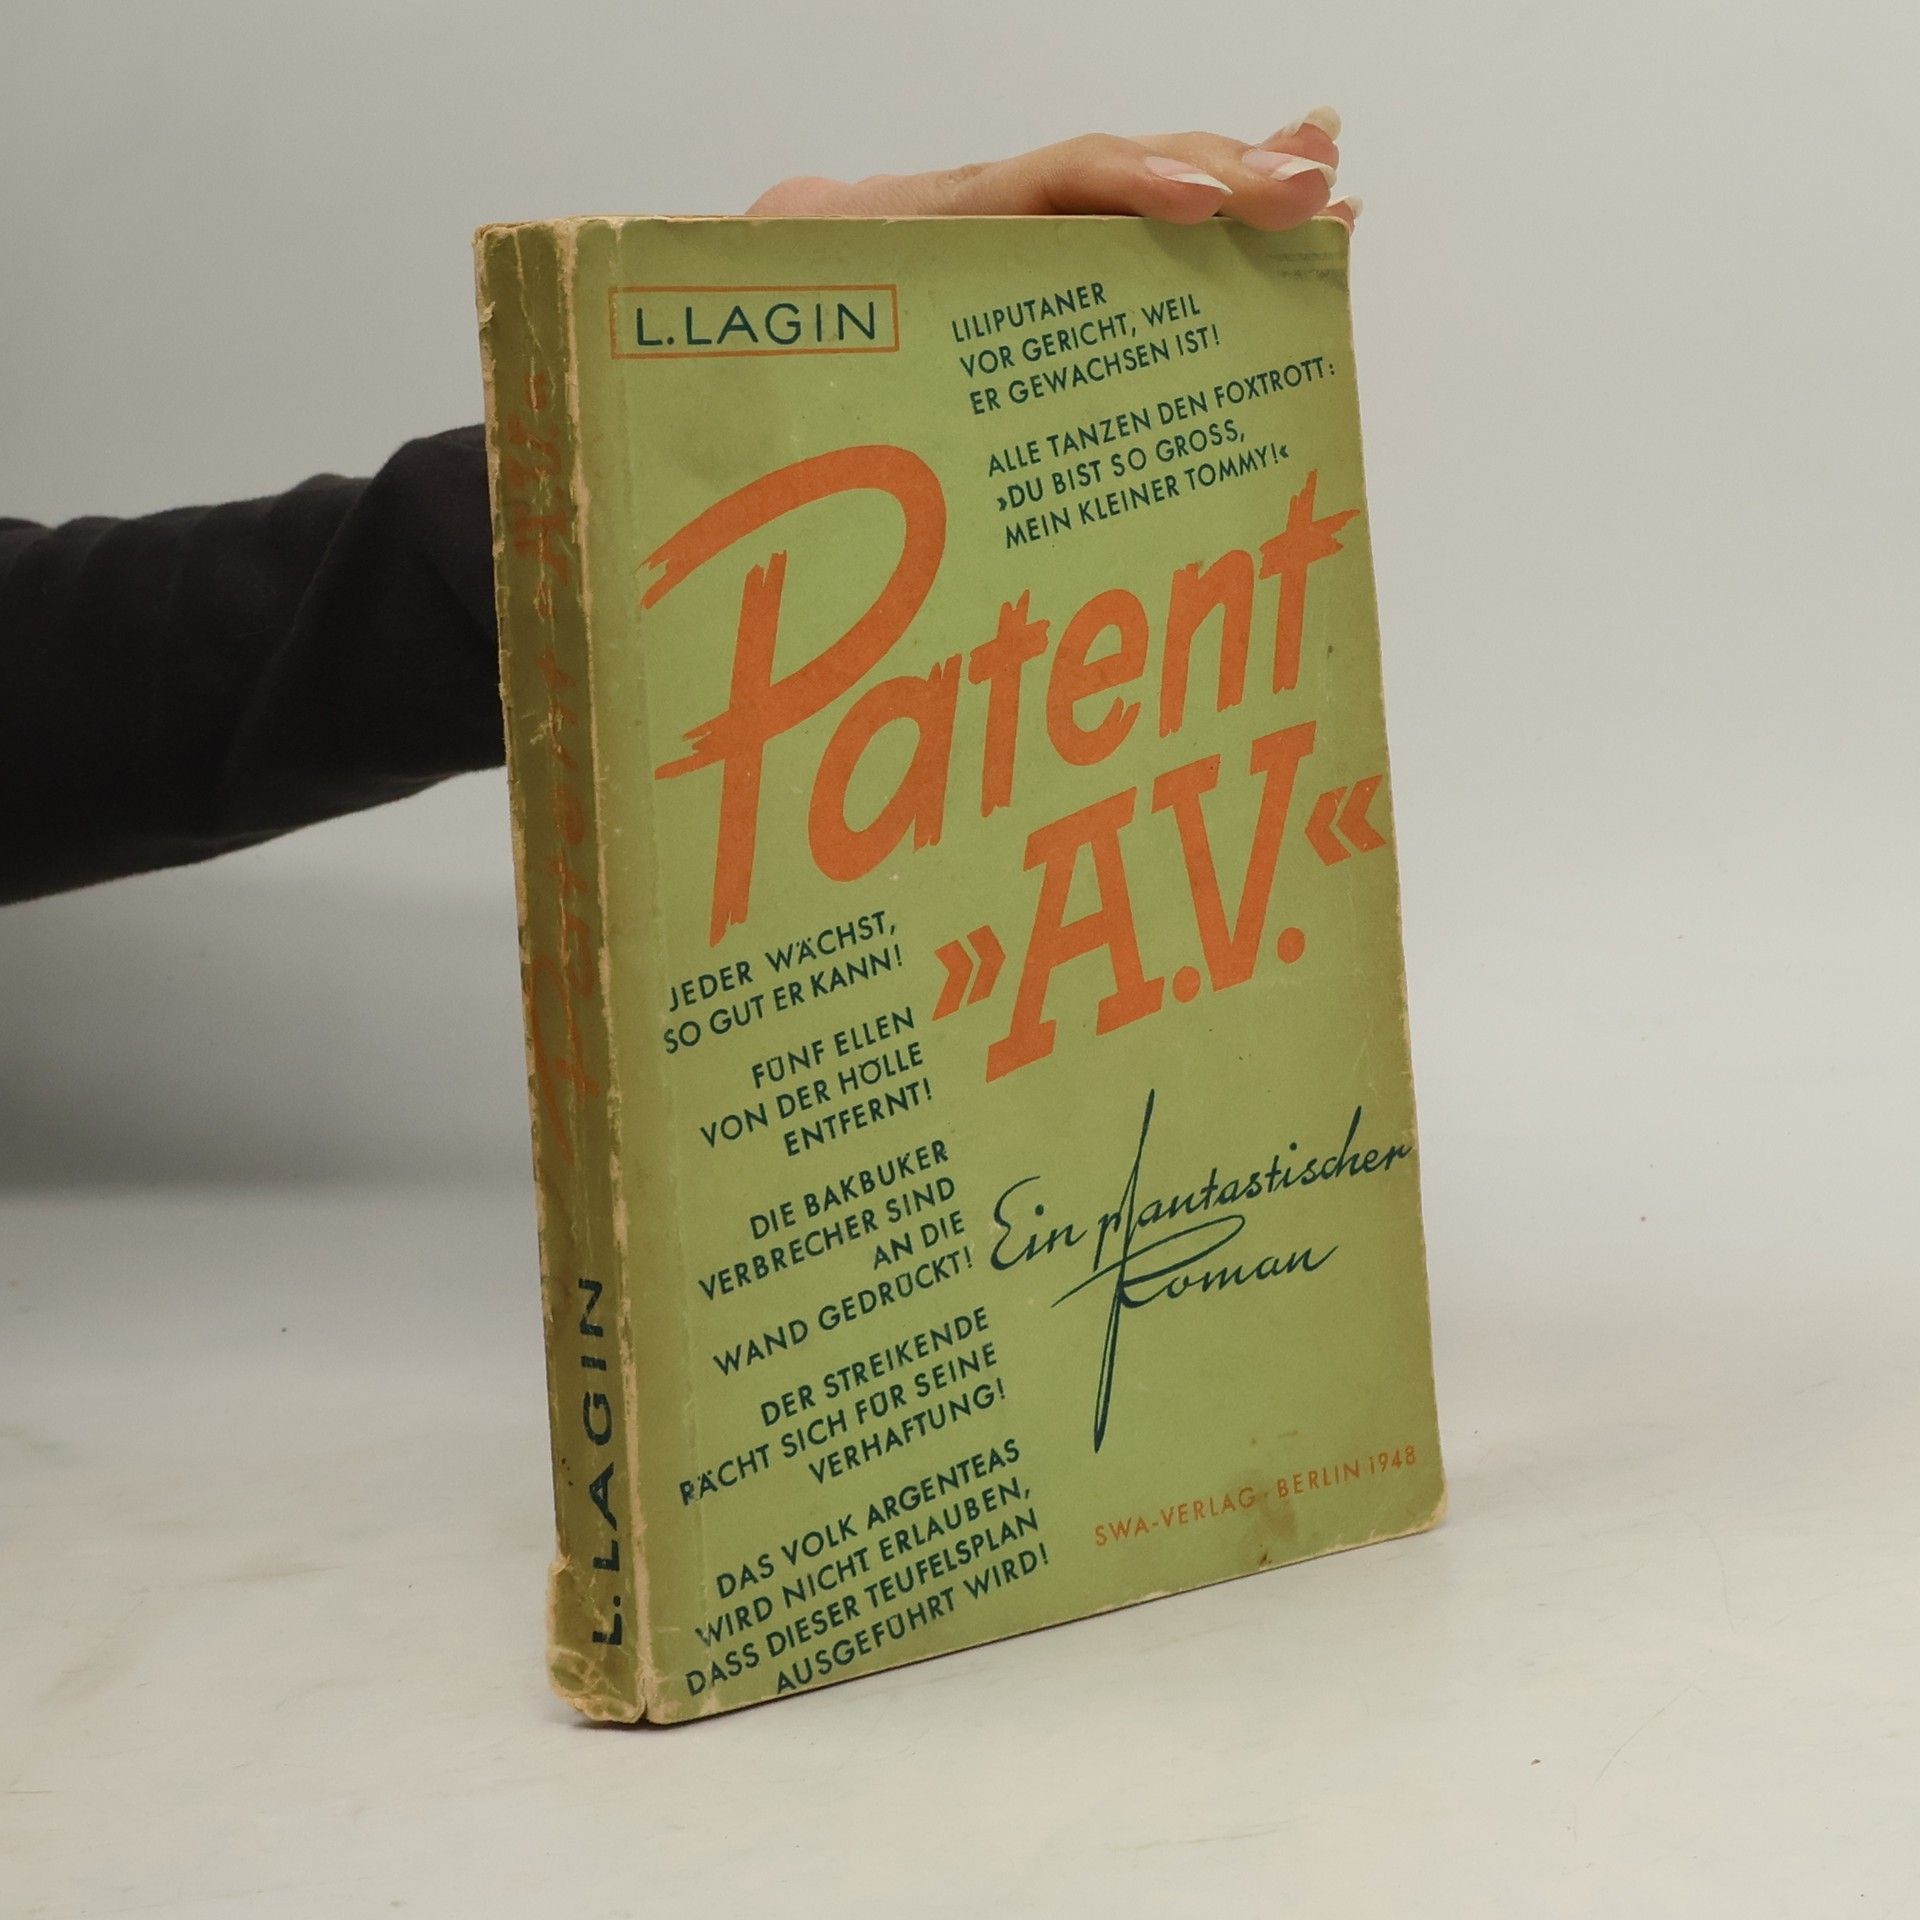 L. LAGIN
LILIPUTANER
VOR GERICHT, WEIL
ER GEWACHSEN IST!
ALLE TANZEN DEN FOXTROTT:
»DU BIST SO GROSS,
MEIN KLEINER TOMMY!«
Patent
»A.V.«
JEDER WÄCHST,
SO GUT ER KANN!
FÜNF ELLEN
VON DER HÖLLE
ENTFERNT!
DIE BAKBUKER
VERBRECHER SIND
AN DIE
WAND GEDRÜCKT!
DER STREIKENDE
RÄCHT SICH FÜR SEINE
VERHAFTUNG!
DAS VOLK ARGENTEAS
WIRD NICHT ERLAUBEN,
DASS DIESER TEUFELSPLAN
AUSGEFÜHRT WIRD!
Ein phantastischer
Roman
SWA-VERLAG · BERLIN 1948
L. LAGIN
Patent »A.V.«